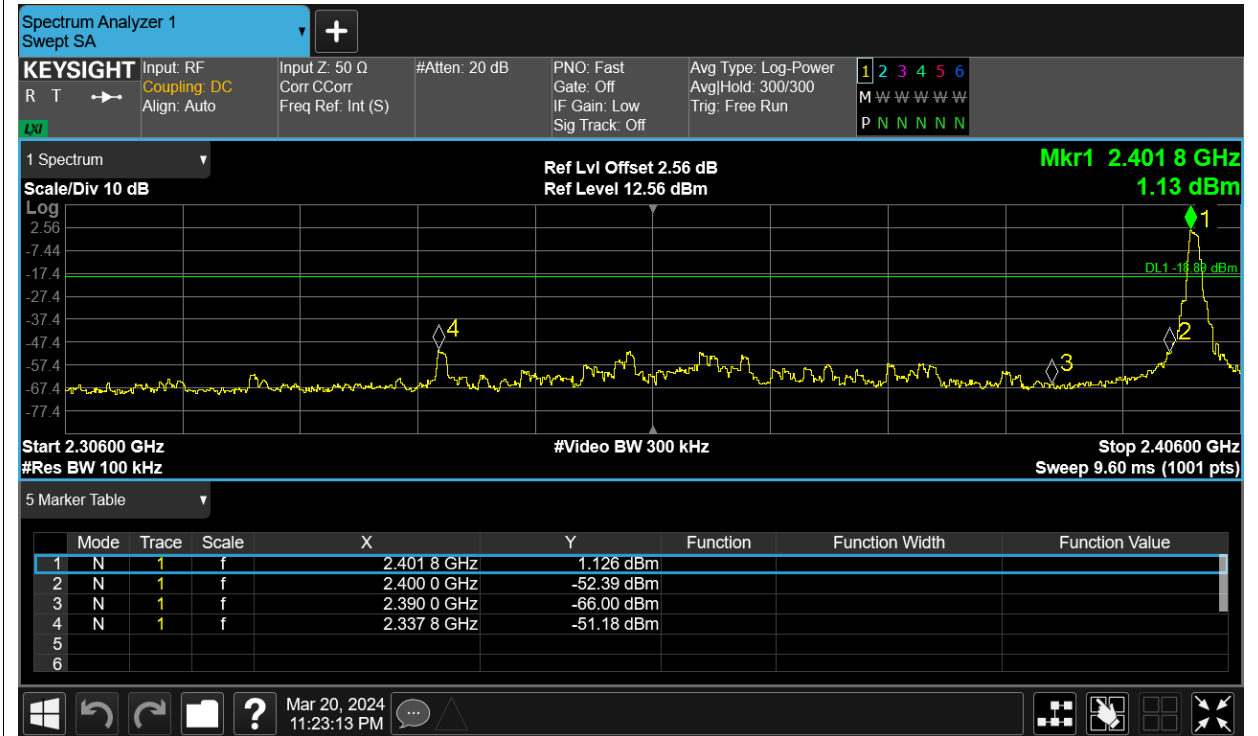 Spectrum Analyzer 1
Swept SA
+
KEYSIGHT Input: RF Input Z: 50 Ω #Atten: 20 dB PNO: Fast Avg Type: Log-Power 1 2 3 4 5 6
R T Coupling: DC Corr CCorr Gate: Off Avg|Hold: 300/300 M W W W W W
Align: Auto Freq Ref: Int (S) IF Gain: Low Trig: Free Run
LXI Sig Track: Off P N N N N N
1 Spectrum Ref Lvl Offset 2.56 dB Mkr1 2.401 8 GHz
Scale/Div 10 dB Ref Level 12.56 dBm 1.13 dBm
Log
1
2.56
-7.44
-17.4 DL1 -18.89 dBm
-27.4
-37.4
4 2
-47.4
-57.4 3
-67.4
-77.4
Start 2.30600 GHz #Video BW 300 kHz Stop 2.40600 GHz
#Res BW 100 kHz Sweep 9.60 ms (1001 pts)
5 Marker Table
Mode Trace Scale X Y Function Function Width Function Value
1 N 1 f 2.401 8 GHz 1.126 dBm
2 N 1 f 2.400 0 GHz -52.39 dBm
3 N 1 f 2.390 0 GHz -66.00 dBm
4 N 1 f 2.337 8 GHz -51.18 dBm
5
6
? Mar 20, 2024
11:23:13 PM